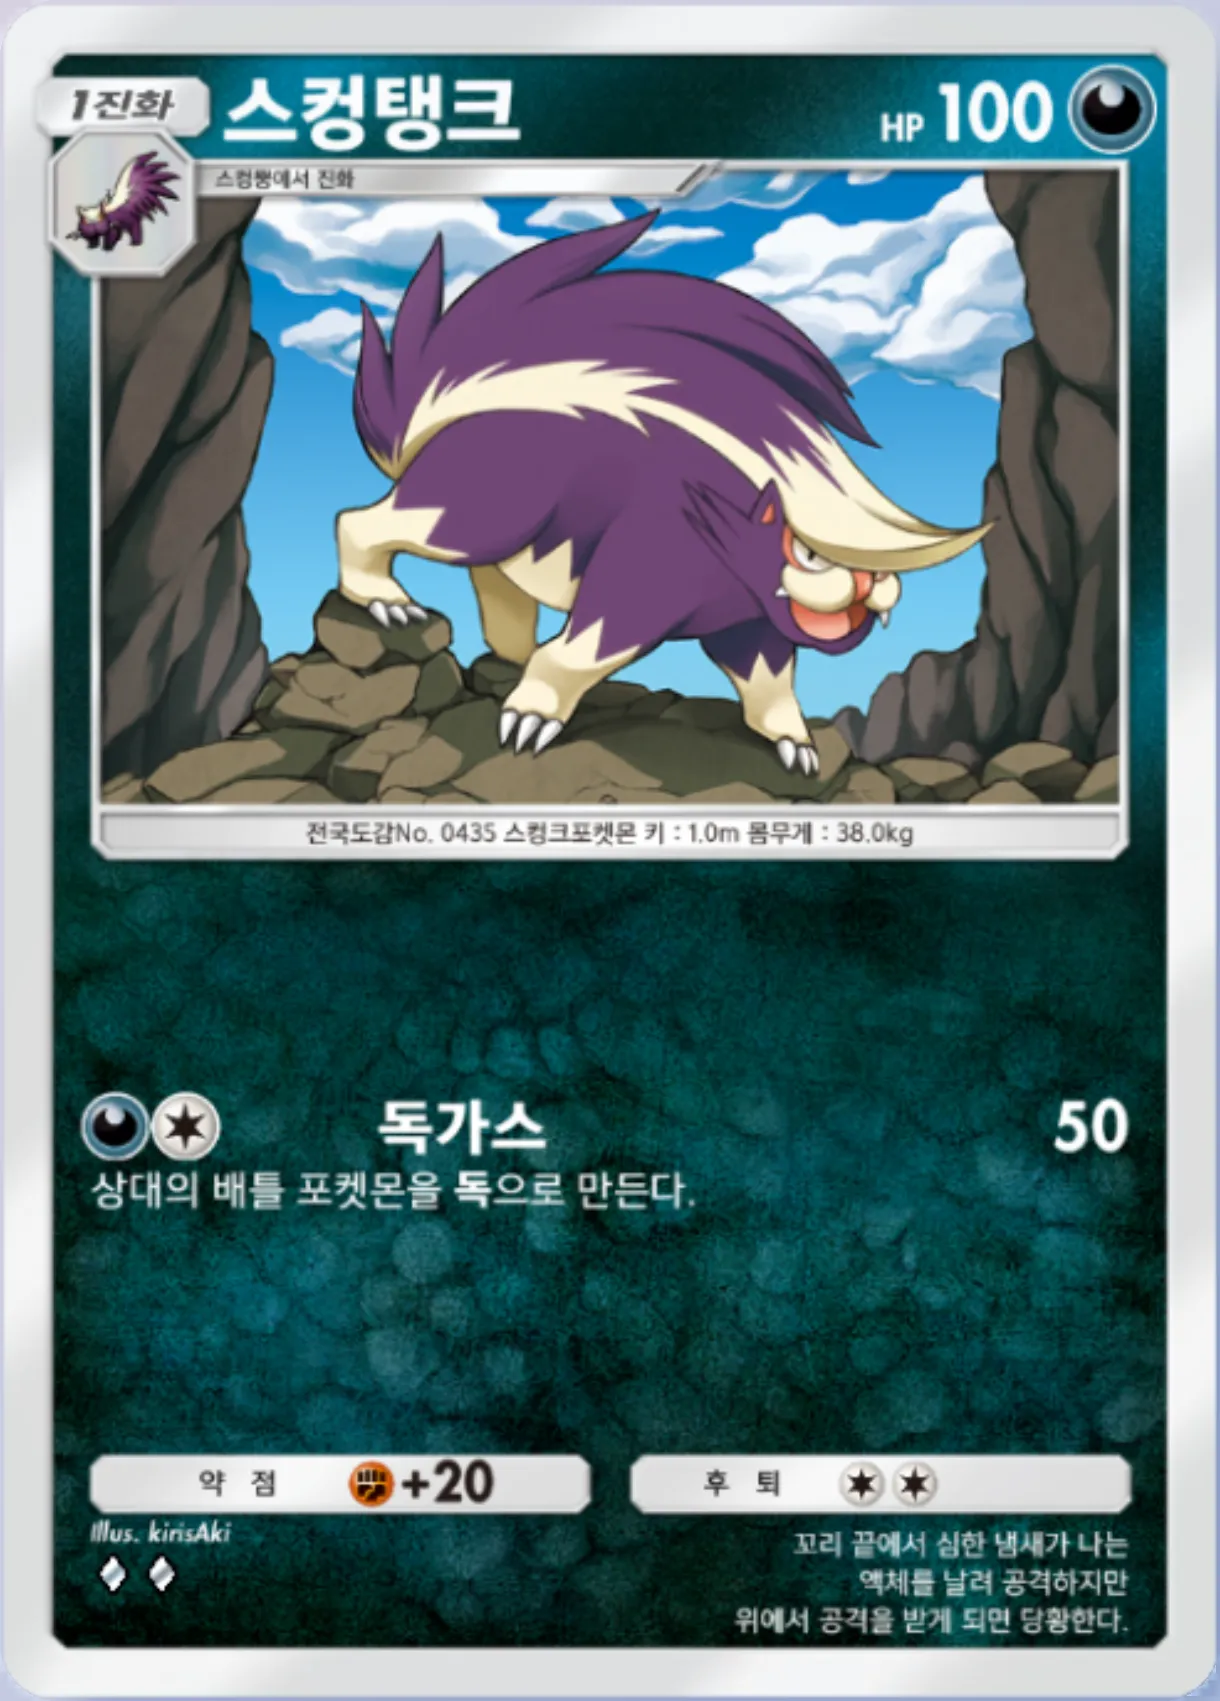 1진화
스컹탱크
HP 100
스컹뿡에서 진화
전국도감No. 0435 스컹크포켓몬 키 : 1.0m 몸무게 : 38.0kg
독가스 50
상대의 배틀 포켓몬을 독으로 만든다.
약점 +20
후퇴
Illus. kirisAki
꼬리 끝에서 심한 냄새가 나는
액체를 날려 공격하지만
위에서 공격을 받게 되면 당황한다.